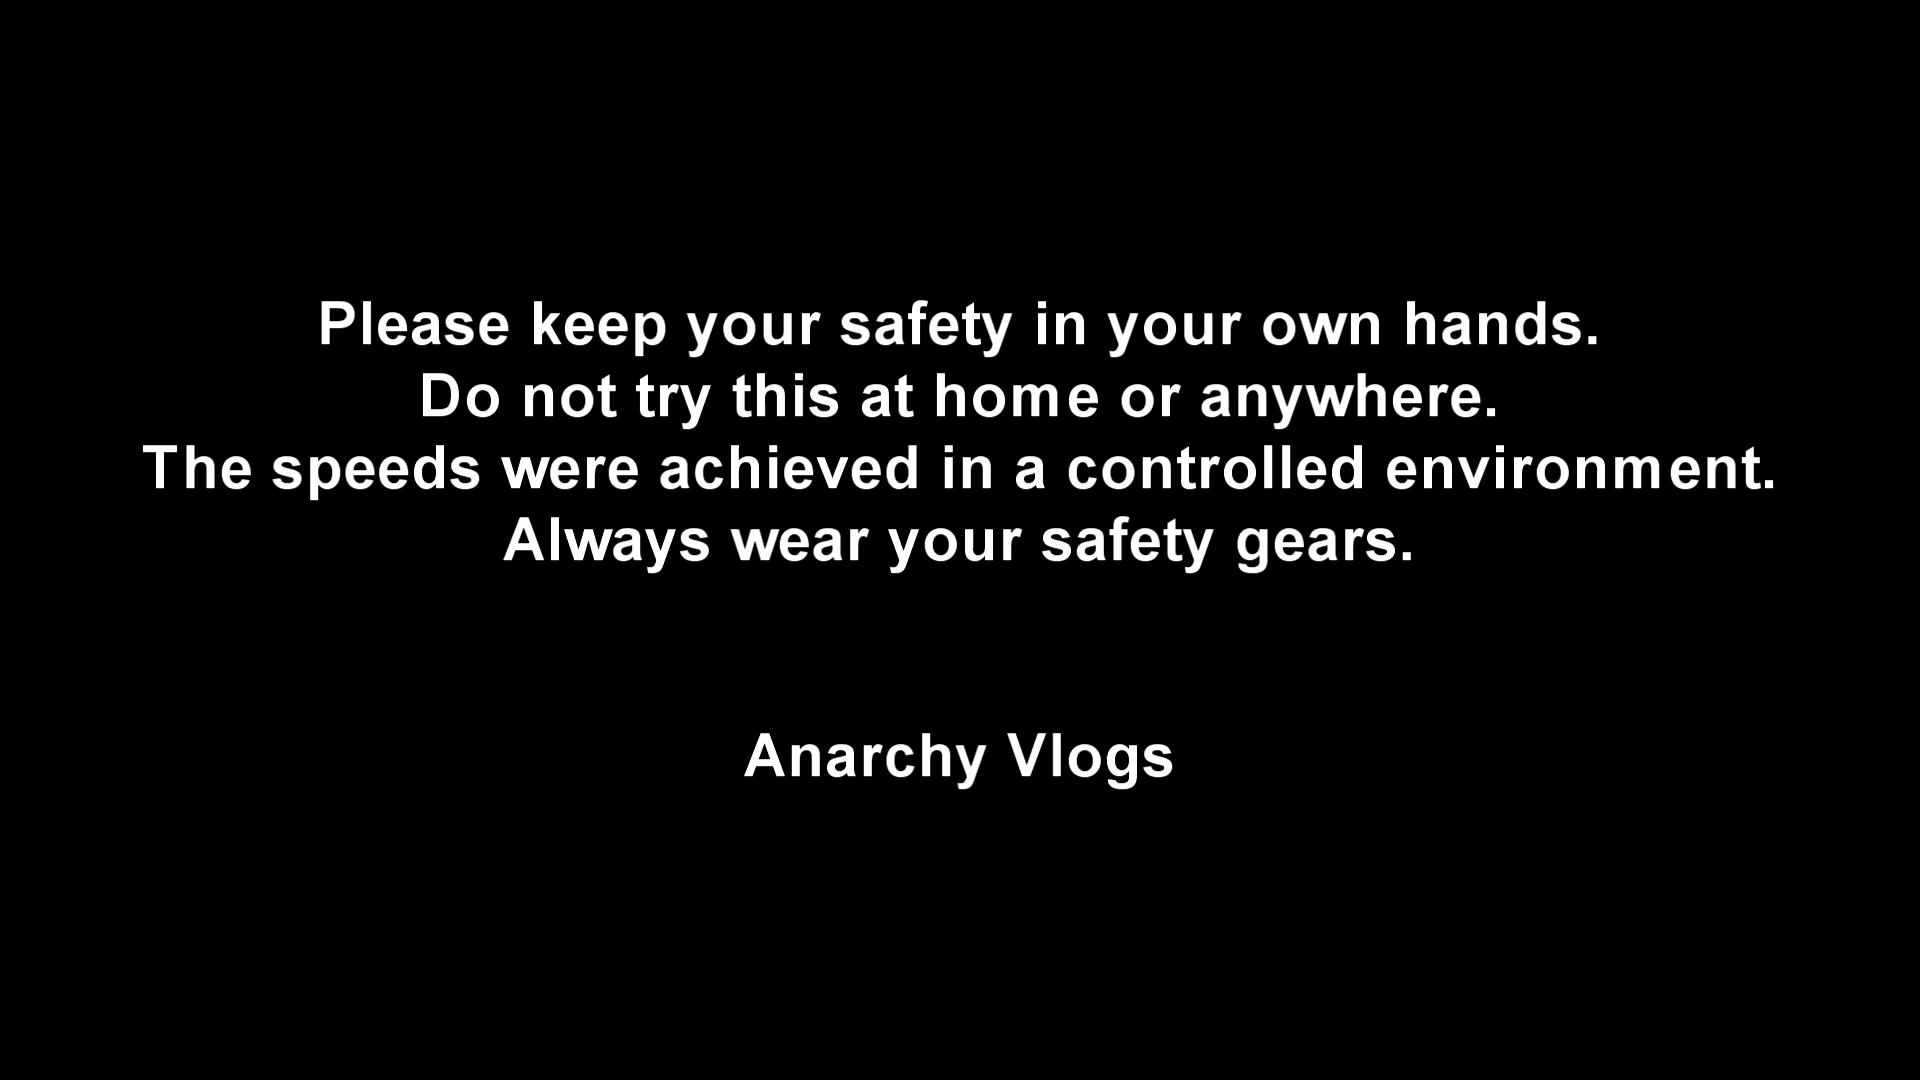 Please keep your safety in your own hands.
Do not try this at home or anywhere.
The speeds were achieved in a controlled environment.
Always wear your safety gears.
Anarchy Vlogs